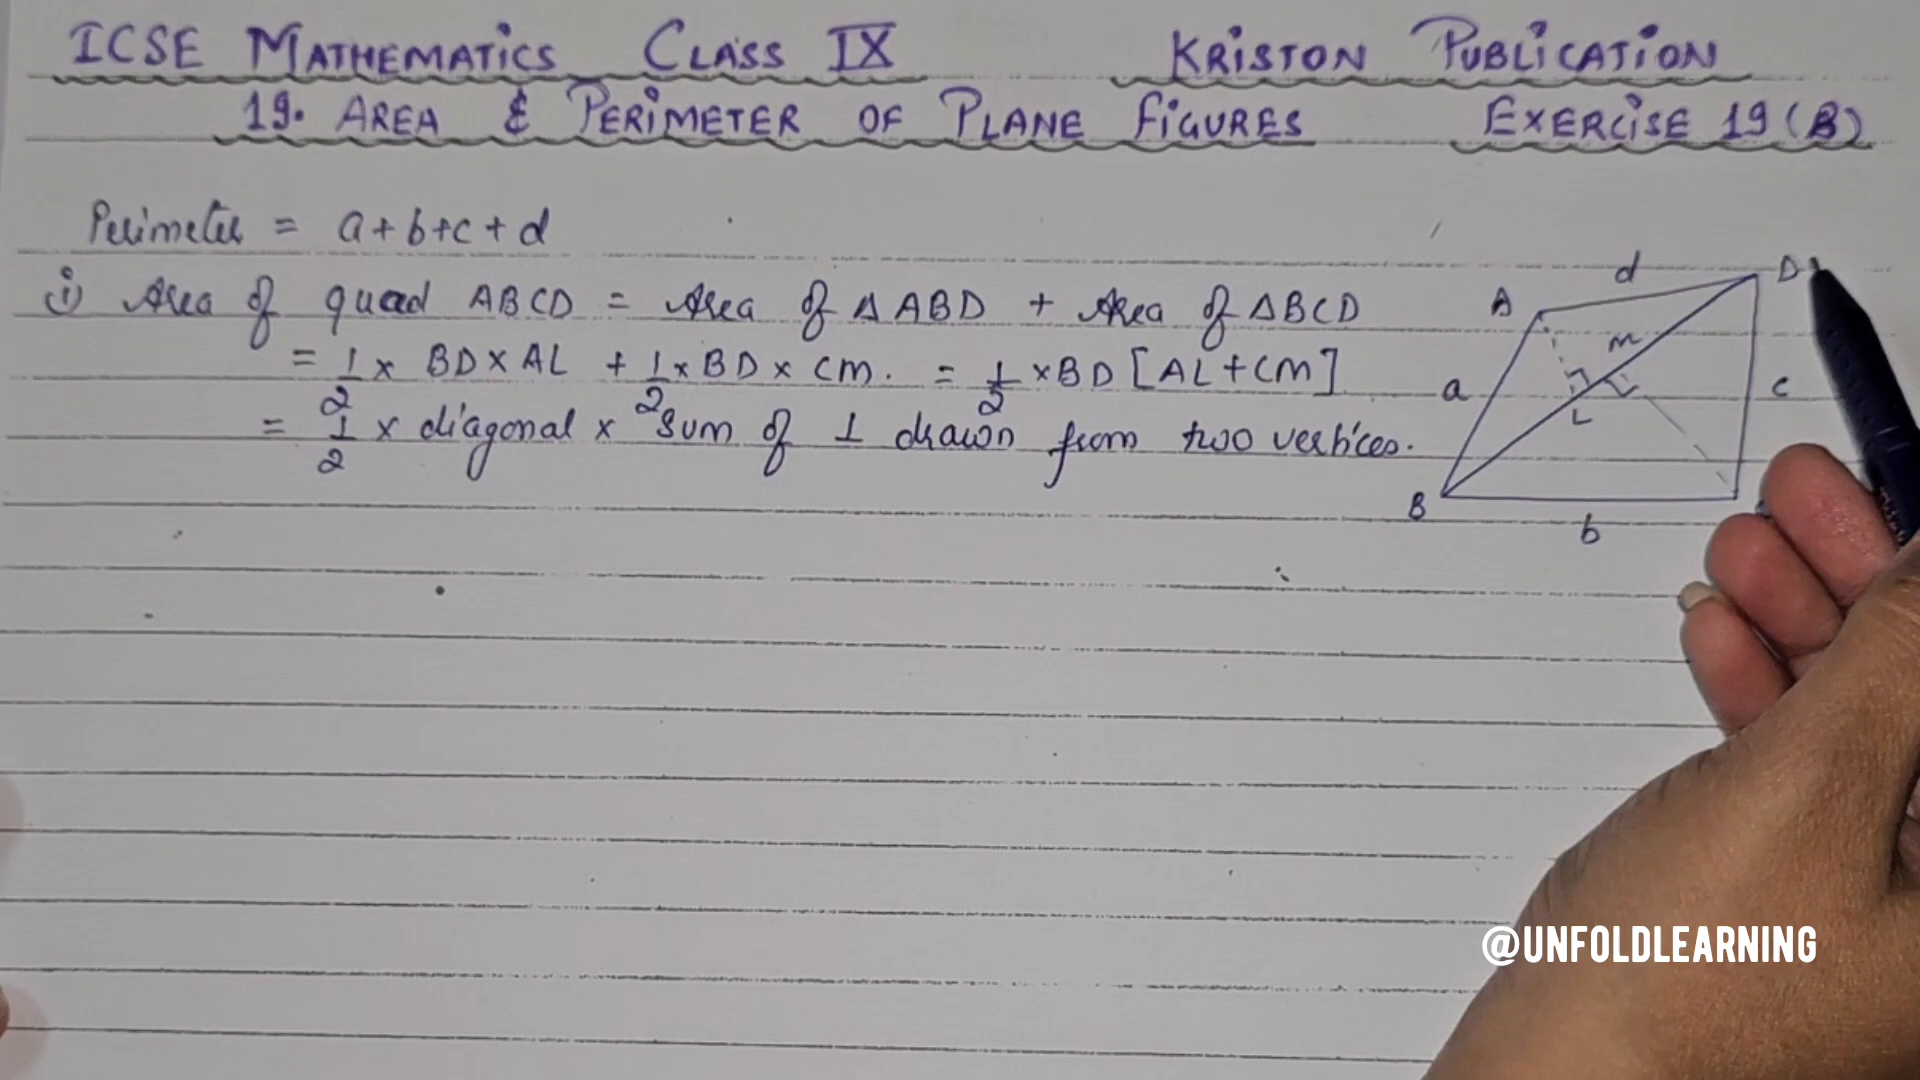 ICSE MATHEMATICS CLASS IX KRISTON PUBLICATION
19. AREA & PERIMETER OF PLANE FIGURES EXERCISE 19 (B)
Perimeter = a+b+c+d
i) Area of quad ABCD = Area of ΔABD + Area of ΔBCD
= 1/2 × BD × AL + 1/2 × BD × CM. = 1/2 × BD [AL+CM]
= 1/2 × diagonal × sum of ⊥ drawn from two vertices.
d
D
A
M
a
c
L
B
b
@UNFOLDLEARNING